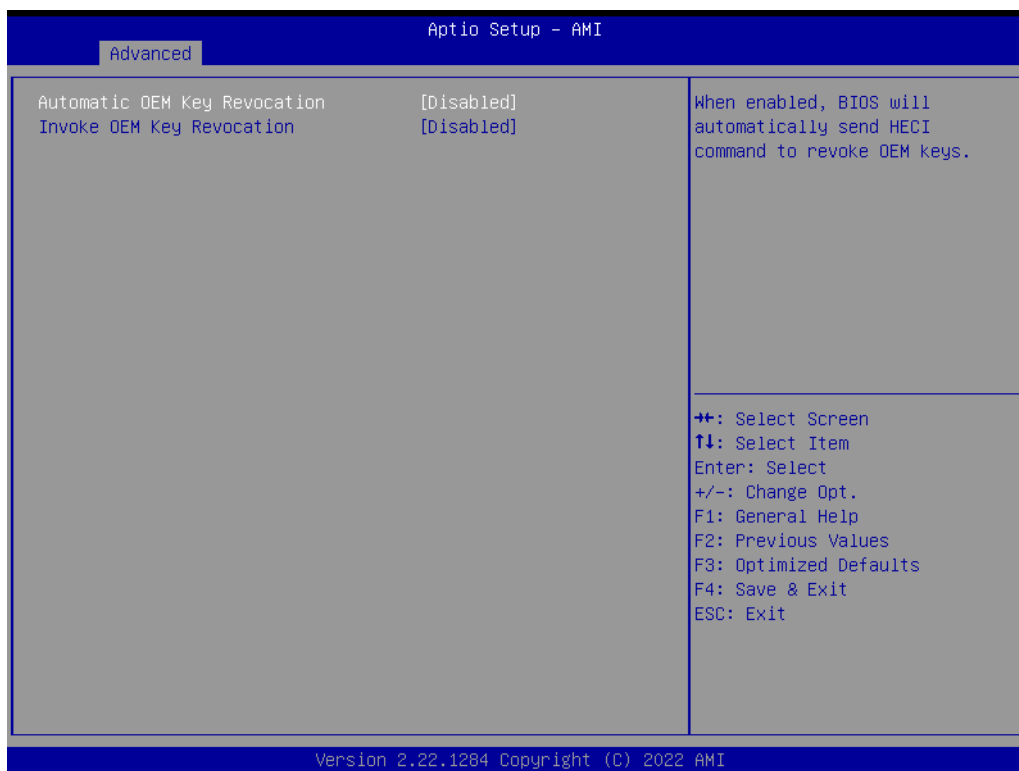 Aptio Setup – AMI
Advanced
Automatic OEM Key Revocation [Disabled]
Invoke OEM Key Revocation [Disabled]
When enabled, BIOS will
automatically send HECI
command to revoke OEM keys.
→←: Select Screen
↑↓: Select Item
Enter: Select
+/-: Change Opt.
F1: General Help
F2: Previous Values
F3: Optimized Defaults
F4: Save & Exit
ESC: Exit
Version 2.22.1284 Copyright (C) 2022 AMI